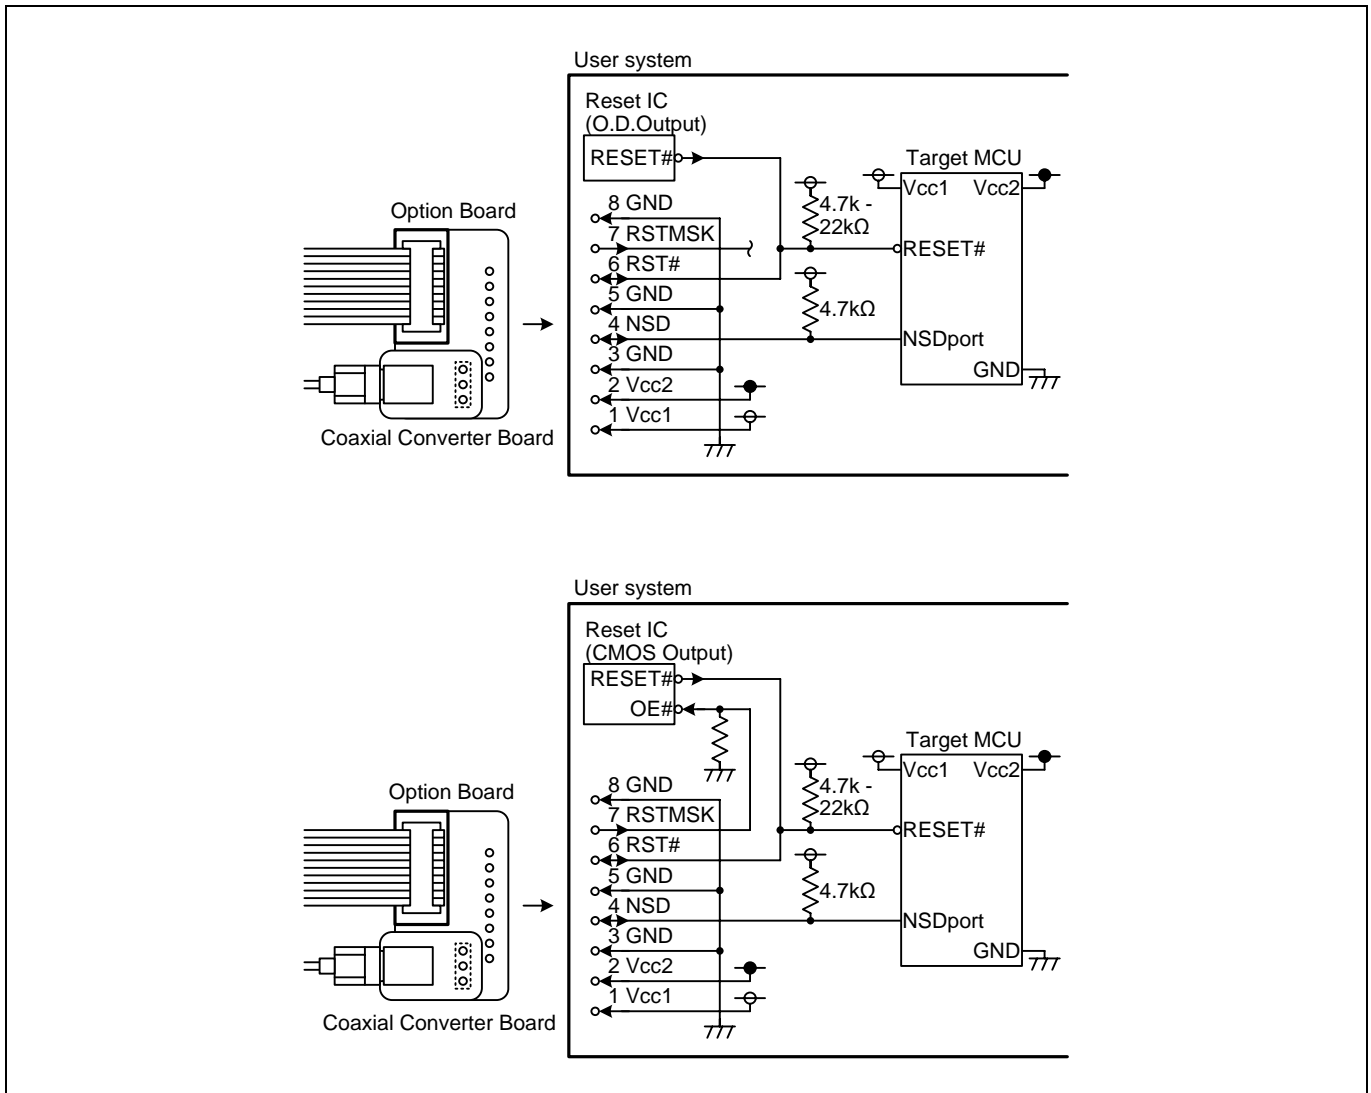 User system
Reset IC
(O.D.Output)
RESET#
Target MCU
Vcc1 Vcc2
8 GND
4.7k -
22kΩ
Option Board
7 RSTMSK
RESET#
6 RST#
5 GND
4.7kΩ
4 NSD
NSDport
3 GND
GND
2 Vcc2
1 Vcc1
Coaxial Converter Board
User system
Reset IC
(CMOS Output)
RESET#
OE#
Target MCU
Vcc1 Vcc2
8 GND
4.7k -
22kΩ
Option Board
7 RSTMSK
RESET#
6 RST#
5 GND
4.7kΩ
4 NSD
NSDport
3 GND
GND
2 Vcc2
1 Vcc1
Coaxial Converter Board